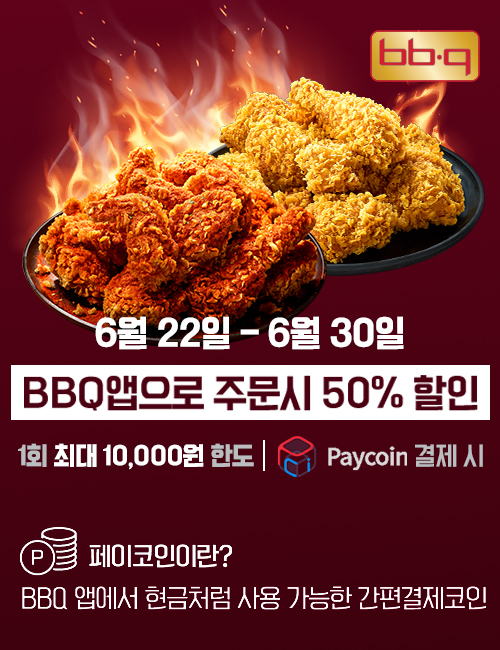 bb.q
6월 22일 - 6월 30일
BBQ앱으로 주문시 50% 할인
1회 최대 10,000원 한도 | Paycoin 결제 시
P 페이코인이란?
BBQ 앱에서 현금처럼 사용 가능한 간편결제코인